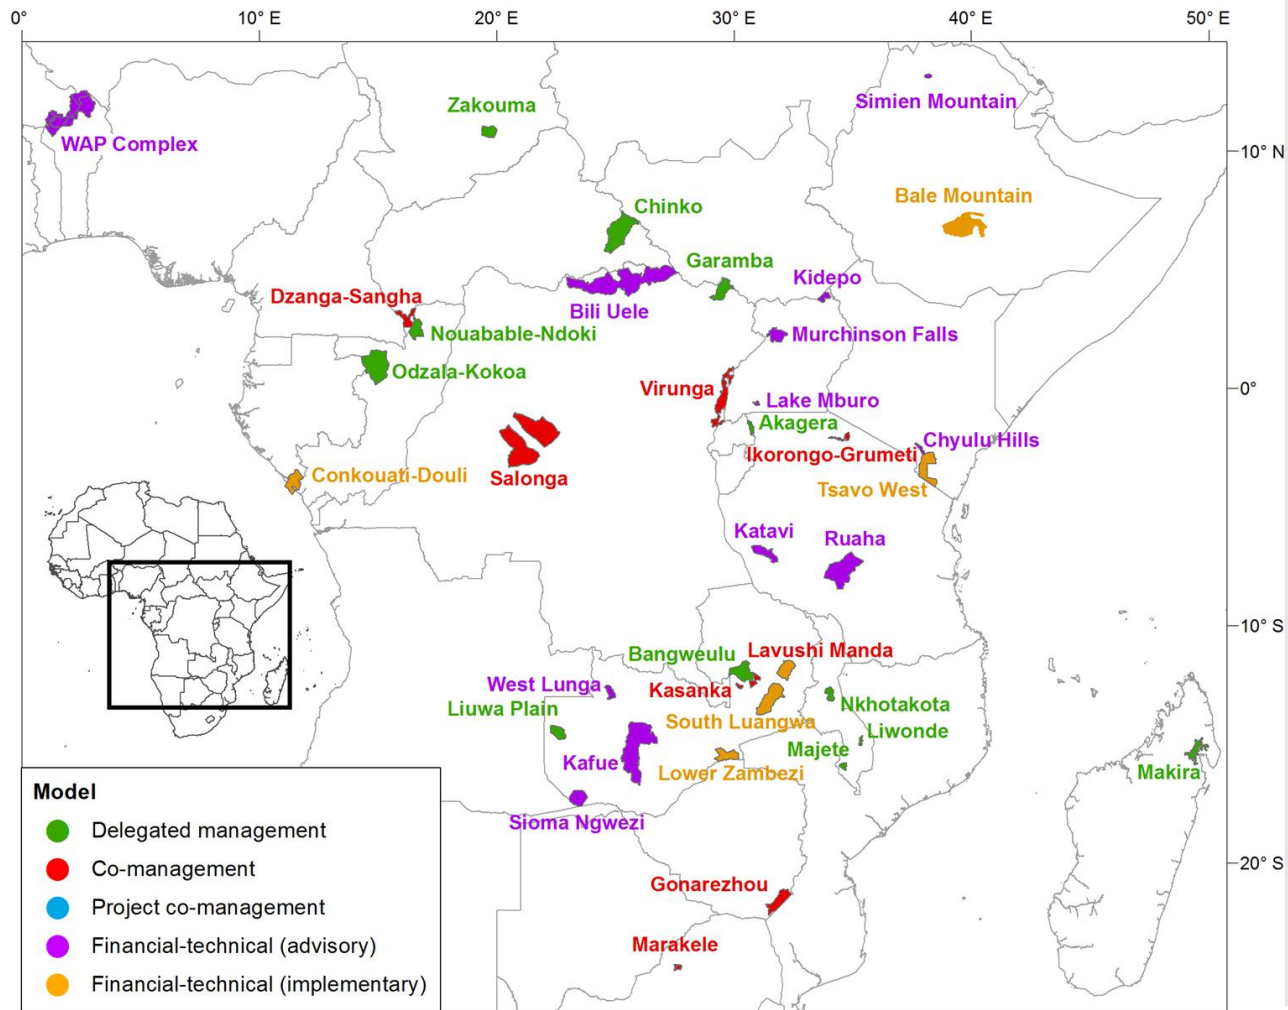 0°
10° E
20° E
30° E
40° E
50° E
Simien Mountain
Zakouma
WAP Complex
10° N
Bale Mountain
Chinko
Garamba
Kidepo
Dzanga-Sangha
Bili Uele
Nouabable-Ndoki
Murchinson Falls
Odzala-Kokoa
Virunga
0°
Lake Mburo
Akagera
Chyulu Hills
Ikorongo-Grumeti
Conkouati-Douli
Salonga
Tsavo West
Katavi
Ruaha
10° S
Bangweulu
Lavushi Manda
West Lunga
Kasanka
Nkhotakota
Liuwa Plain
South Luangwa
Liwonde
Majete
Kafue
Lower Zambezi
Makira
Sioma Ngwezi
20° S
Gonarezhou
Marakele
Model
Delegated management
Co-management
Project co-management
Financial-technical (advisory)
Financial-technical (implementary)